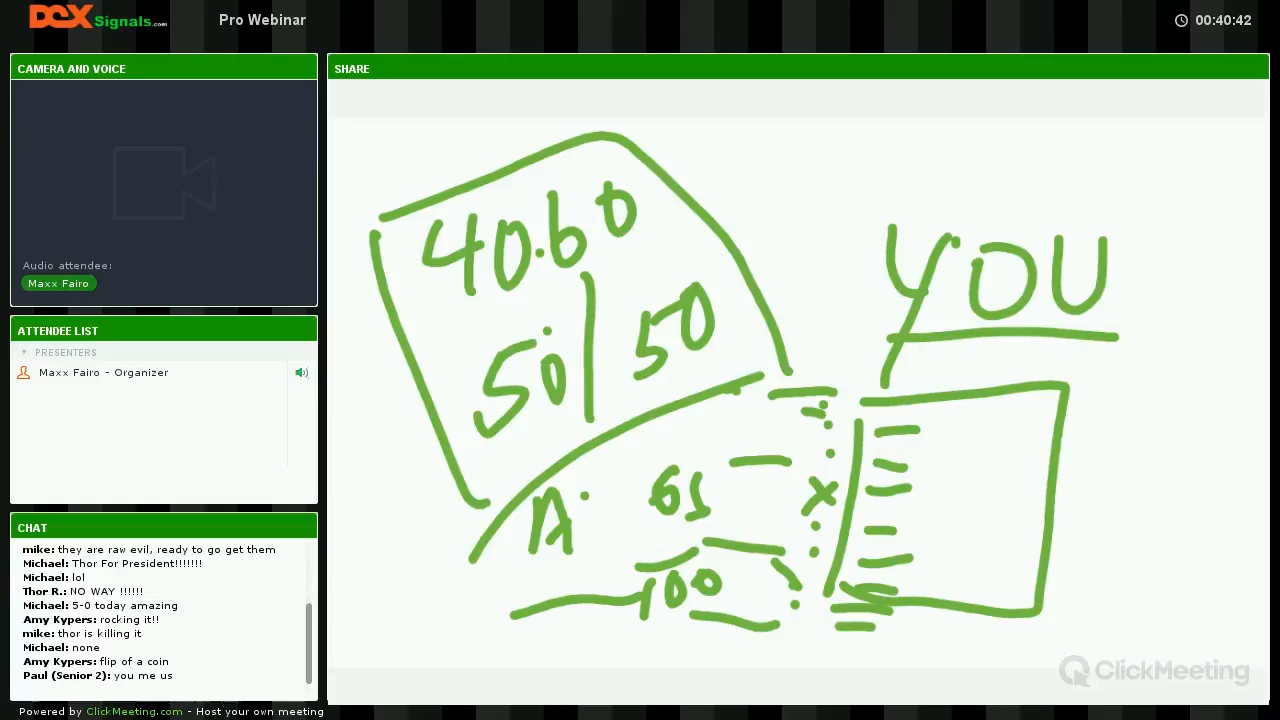 DCX Signals.com
Pro Webinar
00:40:42
CAMERA AND VOICE
Audio attendee:
Maxx Fairo
ATTENDEE LIST
PRESENTERS
Maxx Fairo - Organizer
CHAT
mike: they are raw evil, ready to go get them
Michael: Thor For President!!!!!!!
Michael: lol
Thor R.: NO WAY !!!!!!
Michael: 5-0 today amazing
Amy Kypers: rocking it!!
mike: thor is killing it
Michael: none
Amy Kypers: flip of a coin
Paul (Senior 2): you me us
Powered by ClickMeeting.com - Host your own meeting
SHARE
40.60
50 50
YOU
100
ClickMeeting